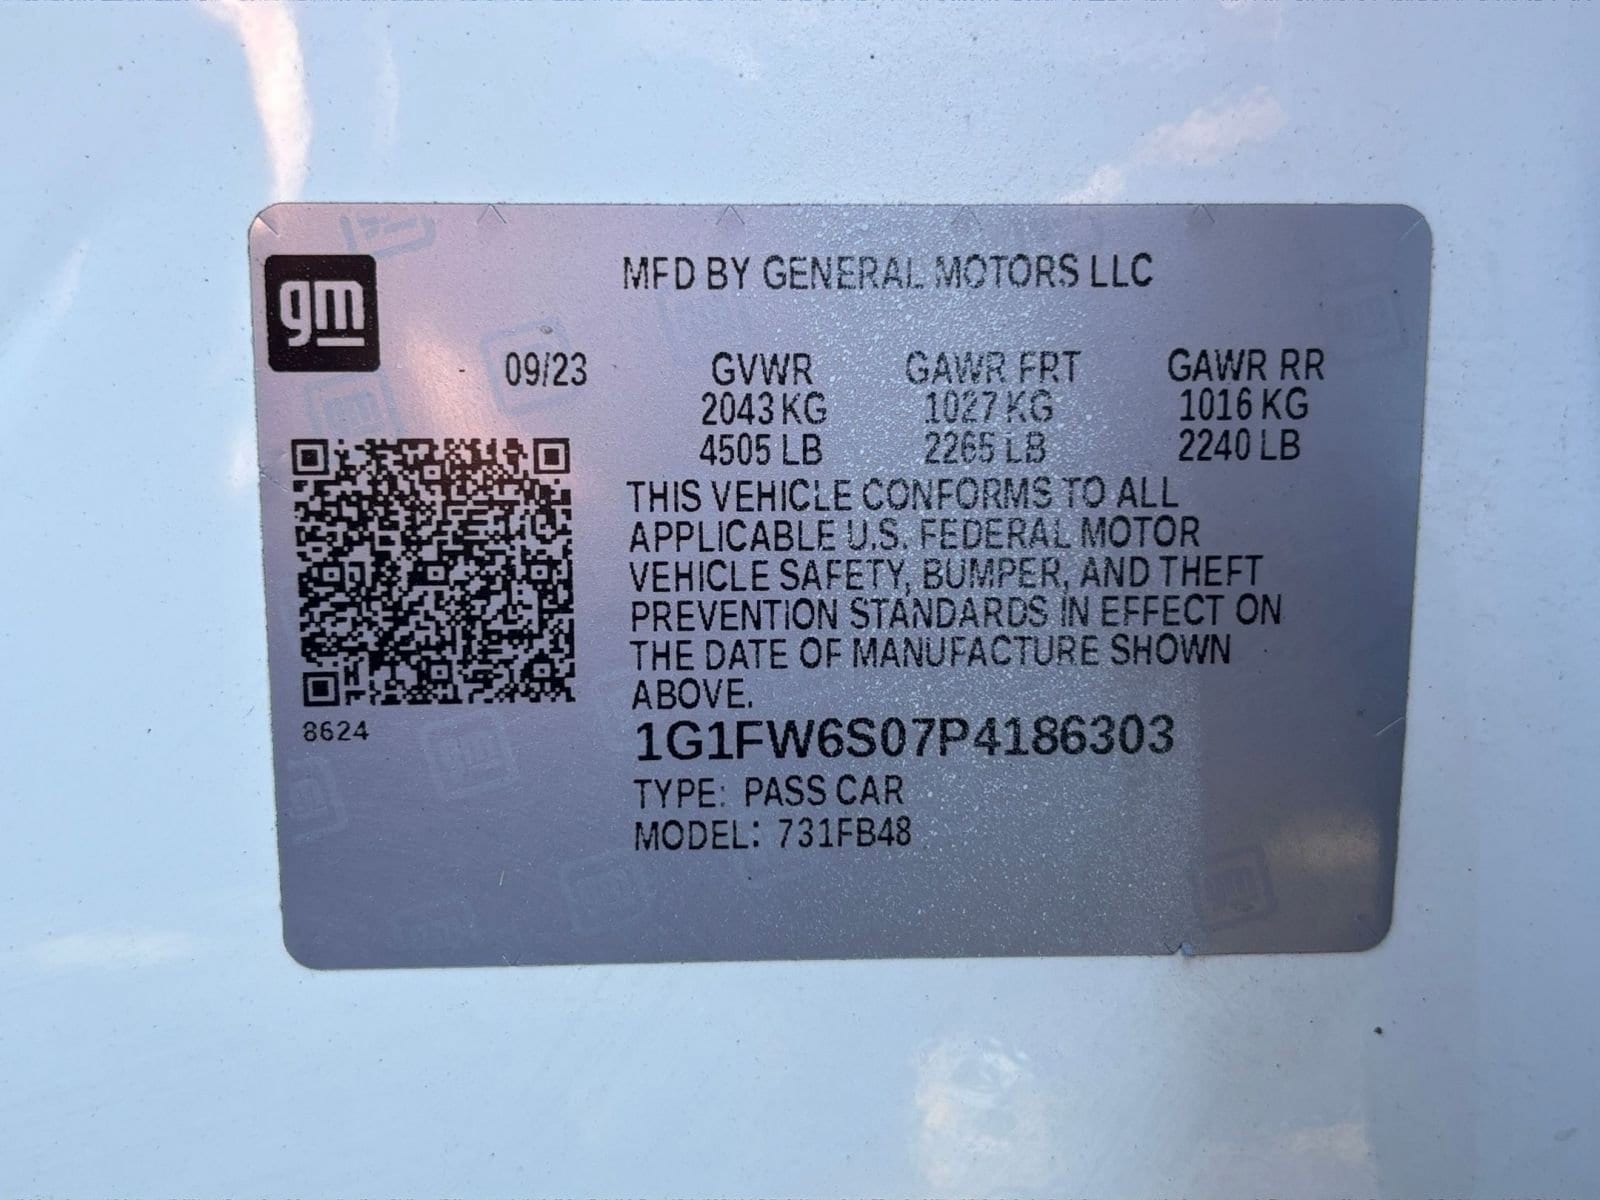 gm
MFD BY GENERAL MOTORS LLC
09/23 GVWR GAWR FRT GAWR RR
2043 KG 1027 KG 1016 KG
4505 LB 2265 LB 2240 LB
THIS VEHICLE CONFORMS TO ALL
APPLICABLE U.S. FEDERAL MOTOR
VEHICLE SAFETY, BUMPER, AND THEFT
PREVENTION STANDARDS IN EFFECT ON
THE DATE OF MANUFACTURE SHOWN
ABOVE.
8624
1G1FW6S07P4186303
TYPE: PASS CAR
MODEL: 731FB48